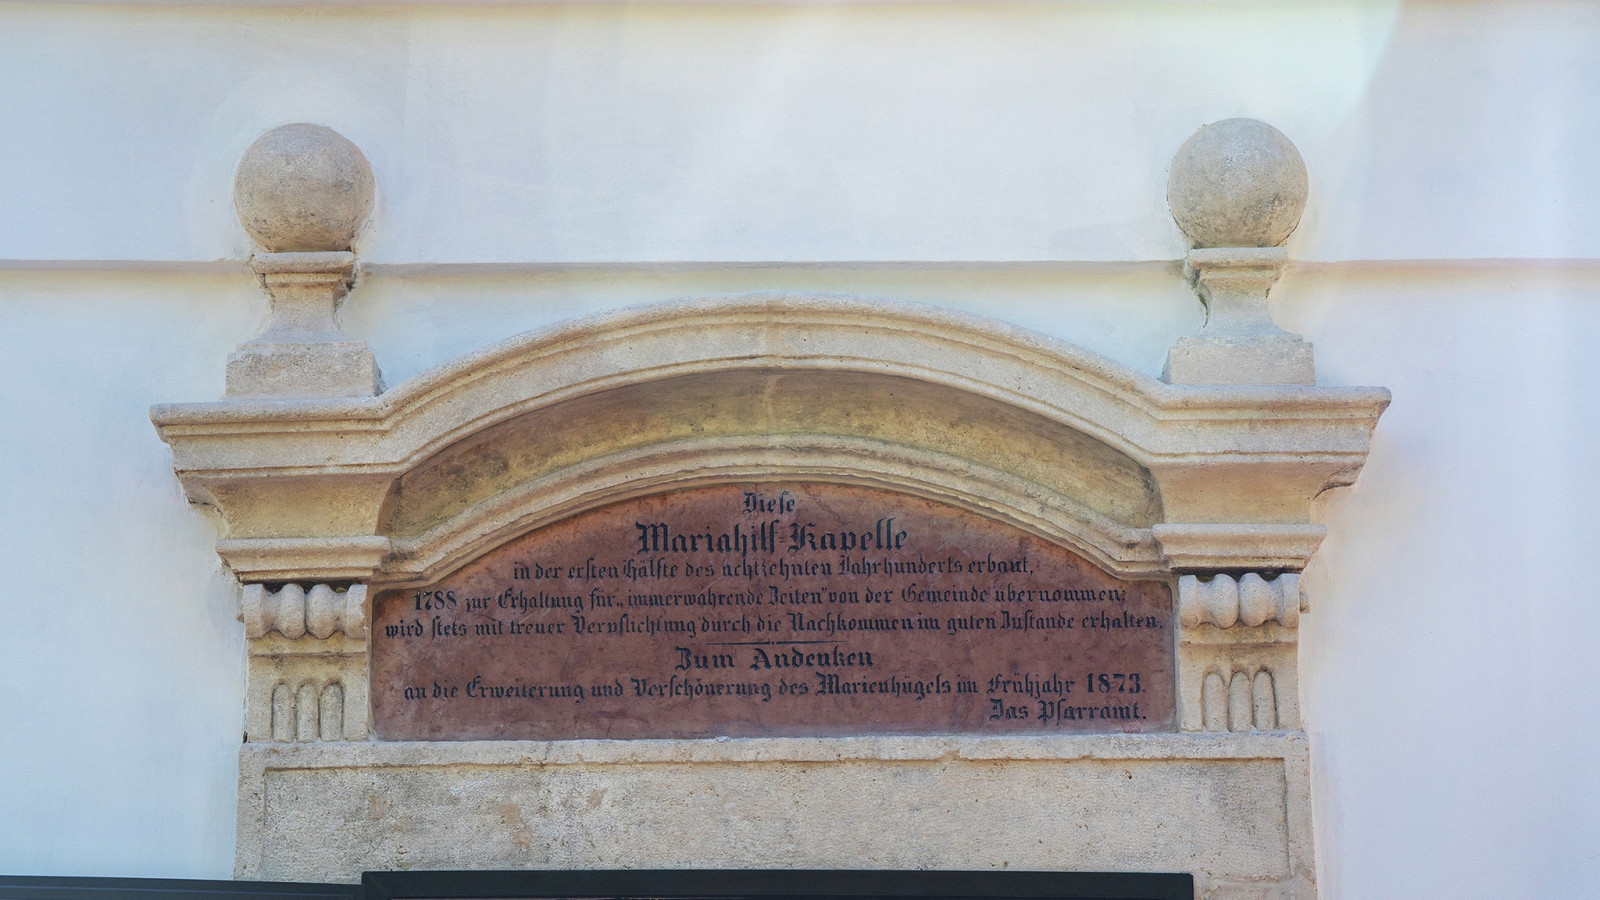 Diese
Mariahilf-Kapelle
in der ersten Hälfte des achtzehnten Jahrhunderts erbaut,
1788 zur Erhaltung für „immerwährende Zeiten" von der Gemeinde übernommen;
wird stets mit treuer Verpflichtung durch die Nachkommen im guten Zustande erhalten.
Zum Andenken
an die Erweiterung und Verschönerung des Marienhügels im Frühjahr 1873.
Das Pfarramt.